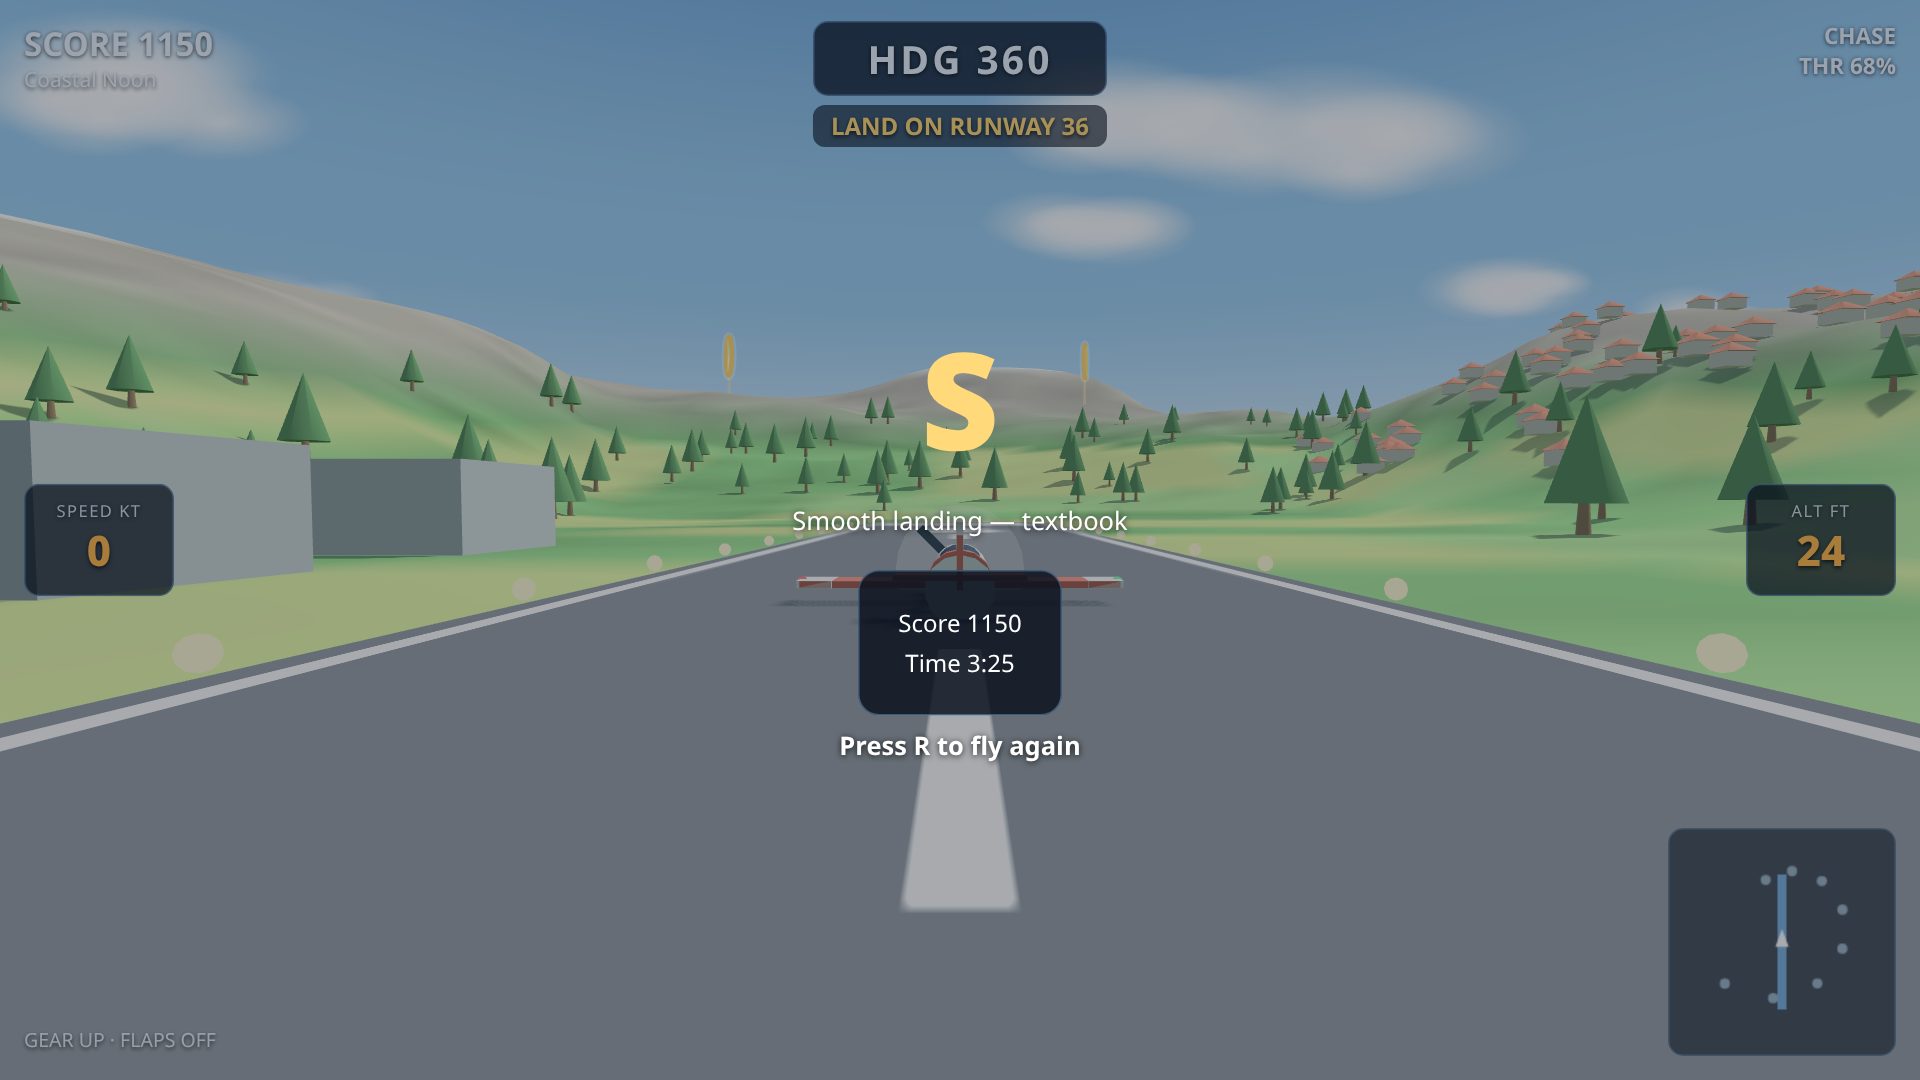 SCORE 1150
Coastal Noon
HDG 360
LAND ON RUNWAY 36
CHASE
THR 68%
S
Smooth landing — textbook
SPEED KT
0
ALT FT
24
Score 1150
Time 3:25
Press R to fly again
GEAR UP · FLAPS OFF